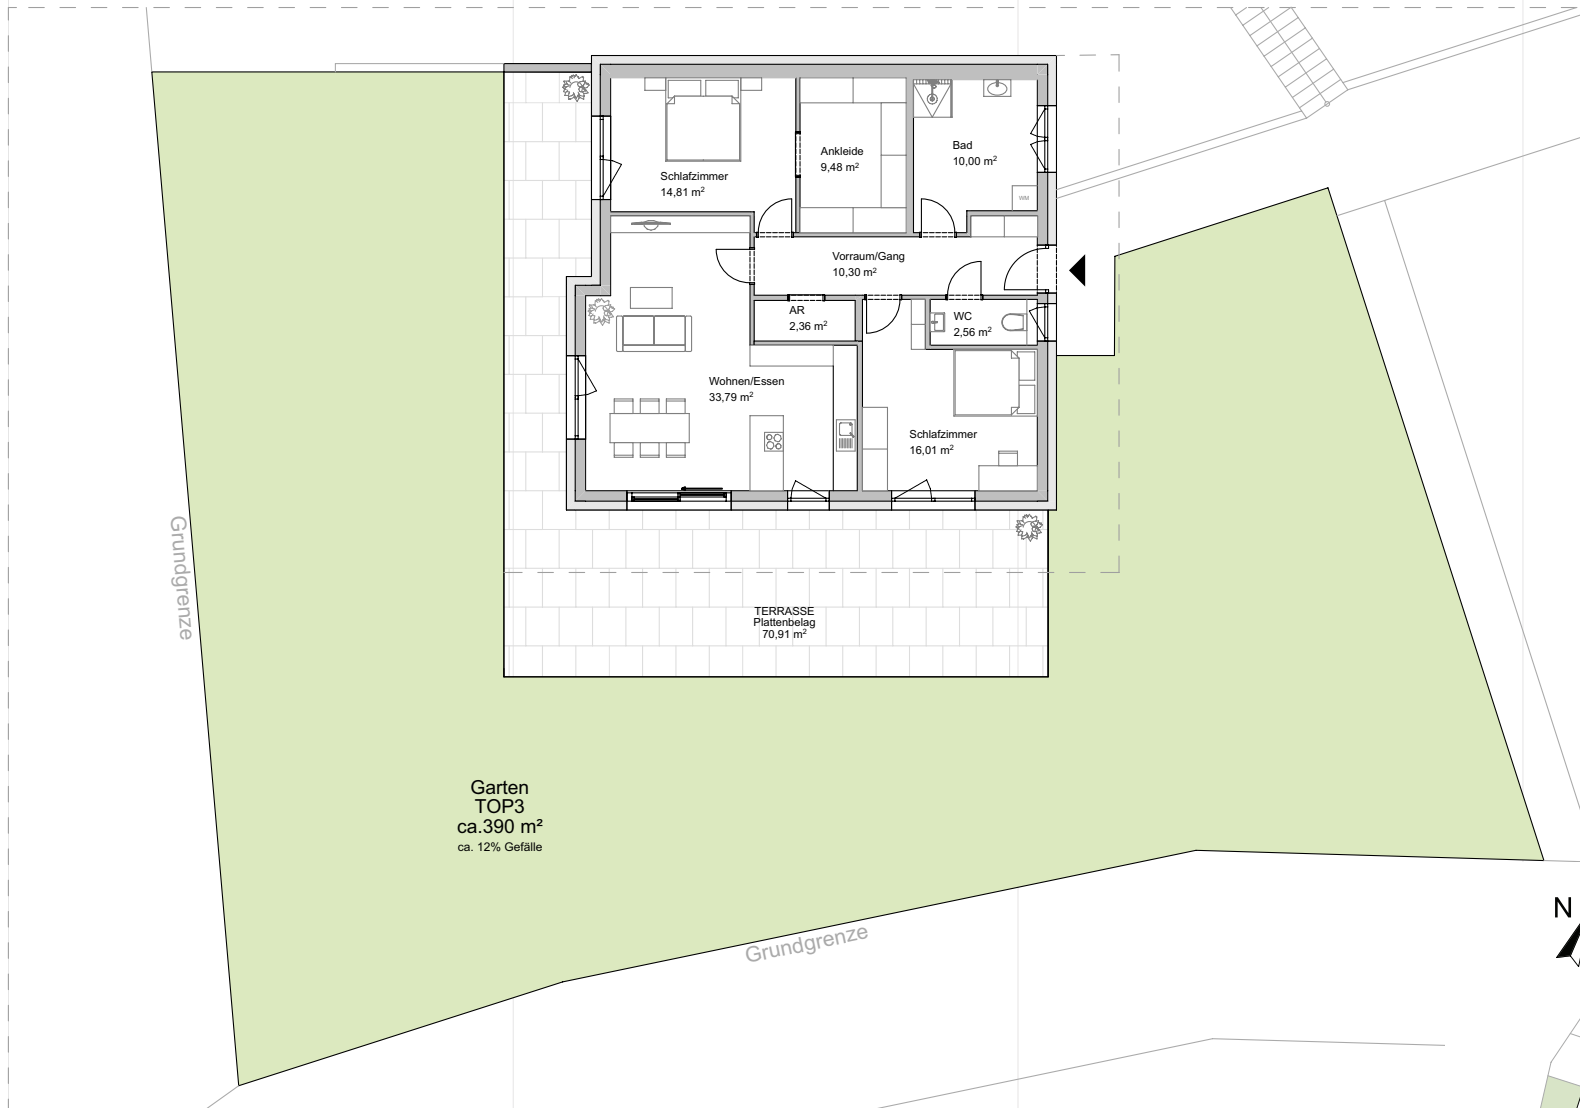 Schlafzimmer
14,81 m²
Ankleide
9,48 m²
Bad
10,00 m²
WM
Vorraum/Gang
10,30 m²
AR
2,36 m²
WC
2,56 m²
Wohnen/Essen
33,79 m²
Schlafzimmer
16,01 m²
TERRASSE
Plattenbelag
70,91 m²
Grundgrenze
Garten
TOP3
ca.390 m²
ca. 12% Gefälle
Grundgrenze
N